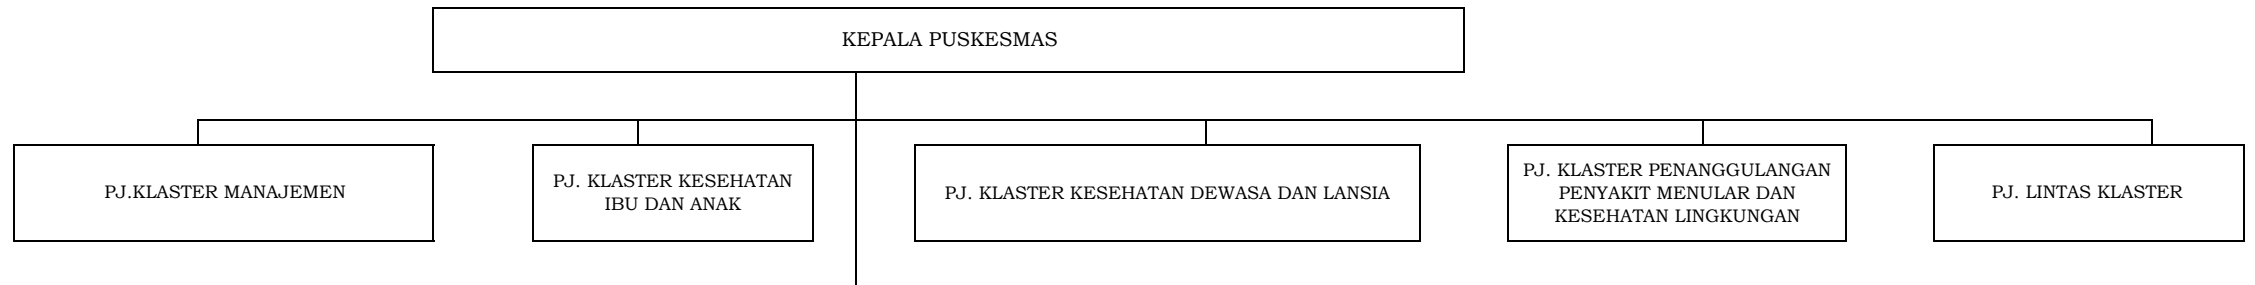 KEPALA PUSKESMAS
PJ.KLASTER MANAJEMEN
PJ. KLASTER KESEHATAN
IBU DAN ANAK
PJ. KLASTER KESEHATAN DEWASA DAN LANSIA
PJ. KLASTER PENANGGULANGAN
PENYAKIT MENULAR DAN
KESEHATAN LINGKUNGAN
PJ. LINTAS KLASTER